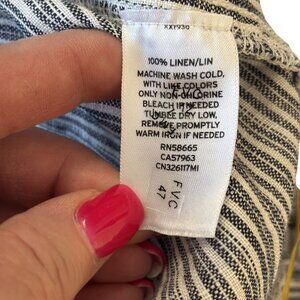 100% LINEN/LIN
MACHINE WASH COLD,
WITH LIKE COLORS
ONLY NON-CHLORINE
BLEACH IF NEEDED
TUMBLE DRY LOW,
REMOVE PROMPTLY
WARM IRON IF NEEDED
RN58665
CA57963
CN326117MI
FVC
47